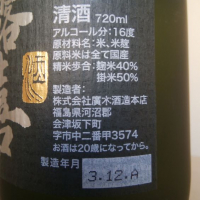 清酒 720ml
アルコール分：16度
原材料名：米、米麹
原料米は全て国産
精米歩合：麹米40%
掛米50%
製造者：
株式会社廣木酒造本店
福島県河沼郡
会津坂下町
字市中二番甲3574
お酒は20歳になってから。
製造年月 3.12.A